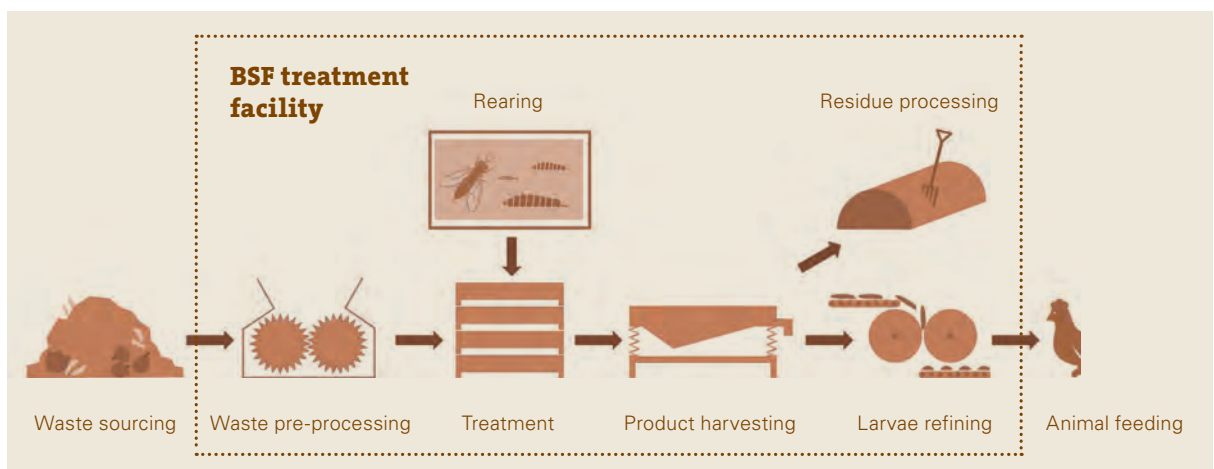 BSF treatment
facility
Rearing
Residue processing
Waste sourcing
Waste pre-processing
Treatment
Product harvesting
Larvae refining
Animal feeding